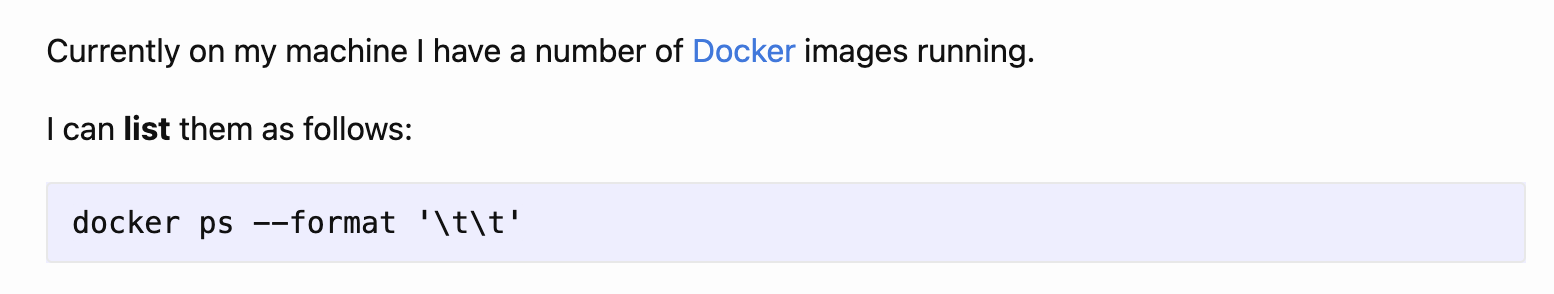 Currently on my machine I have a number of Docker images running.
I can list them as follows:
docker ps --format '\t\t'